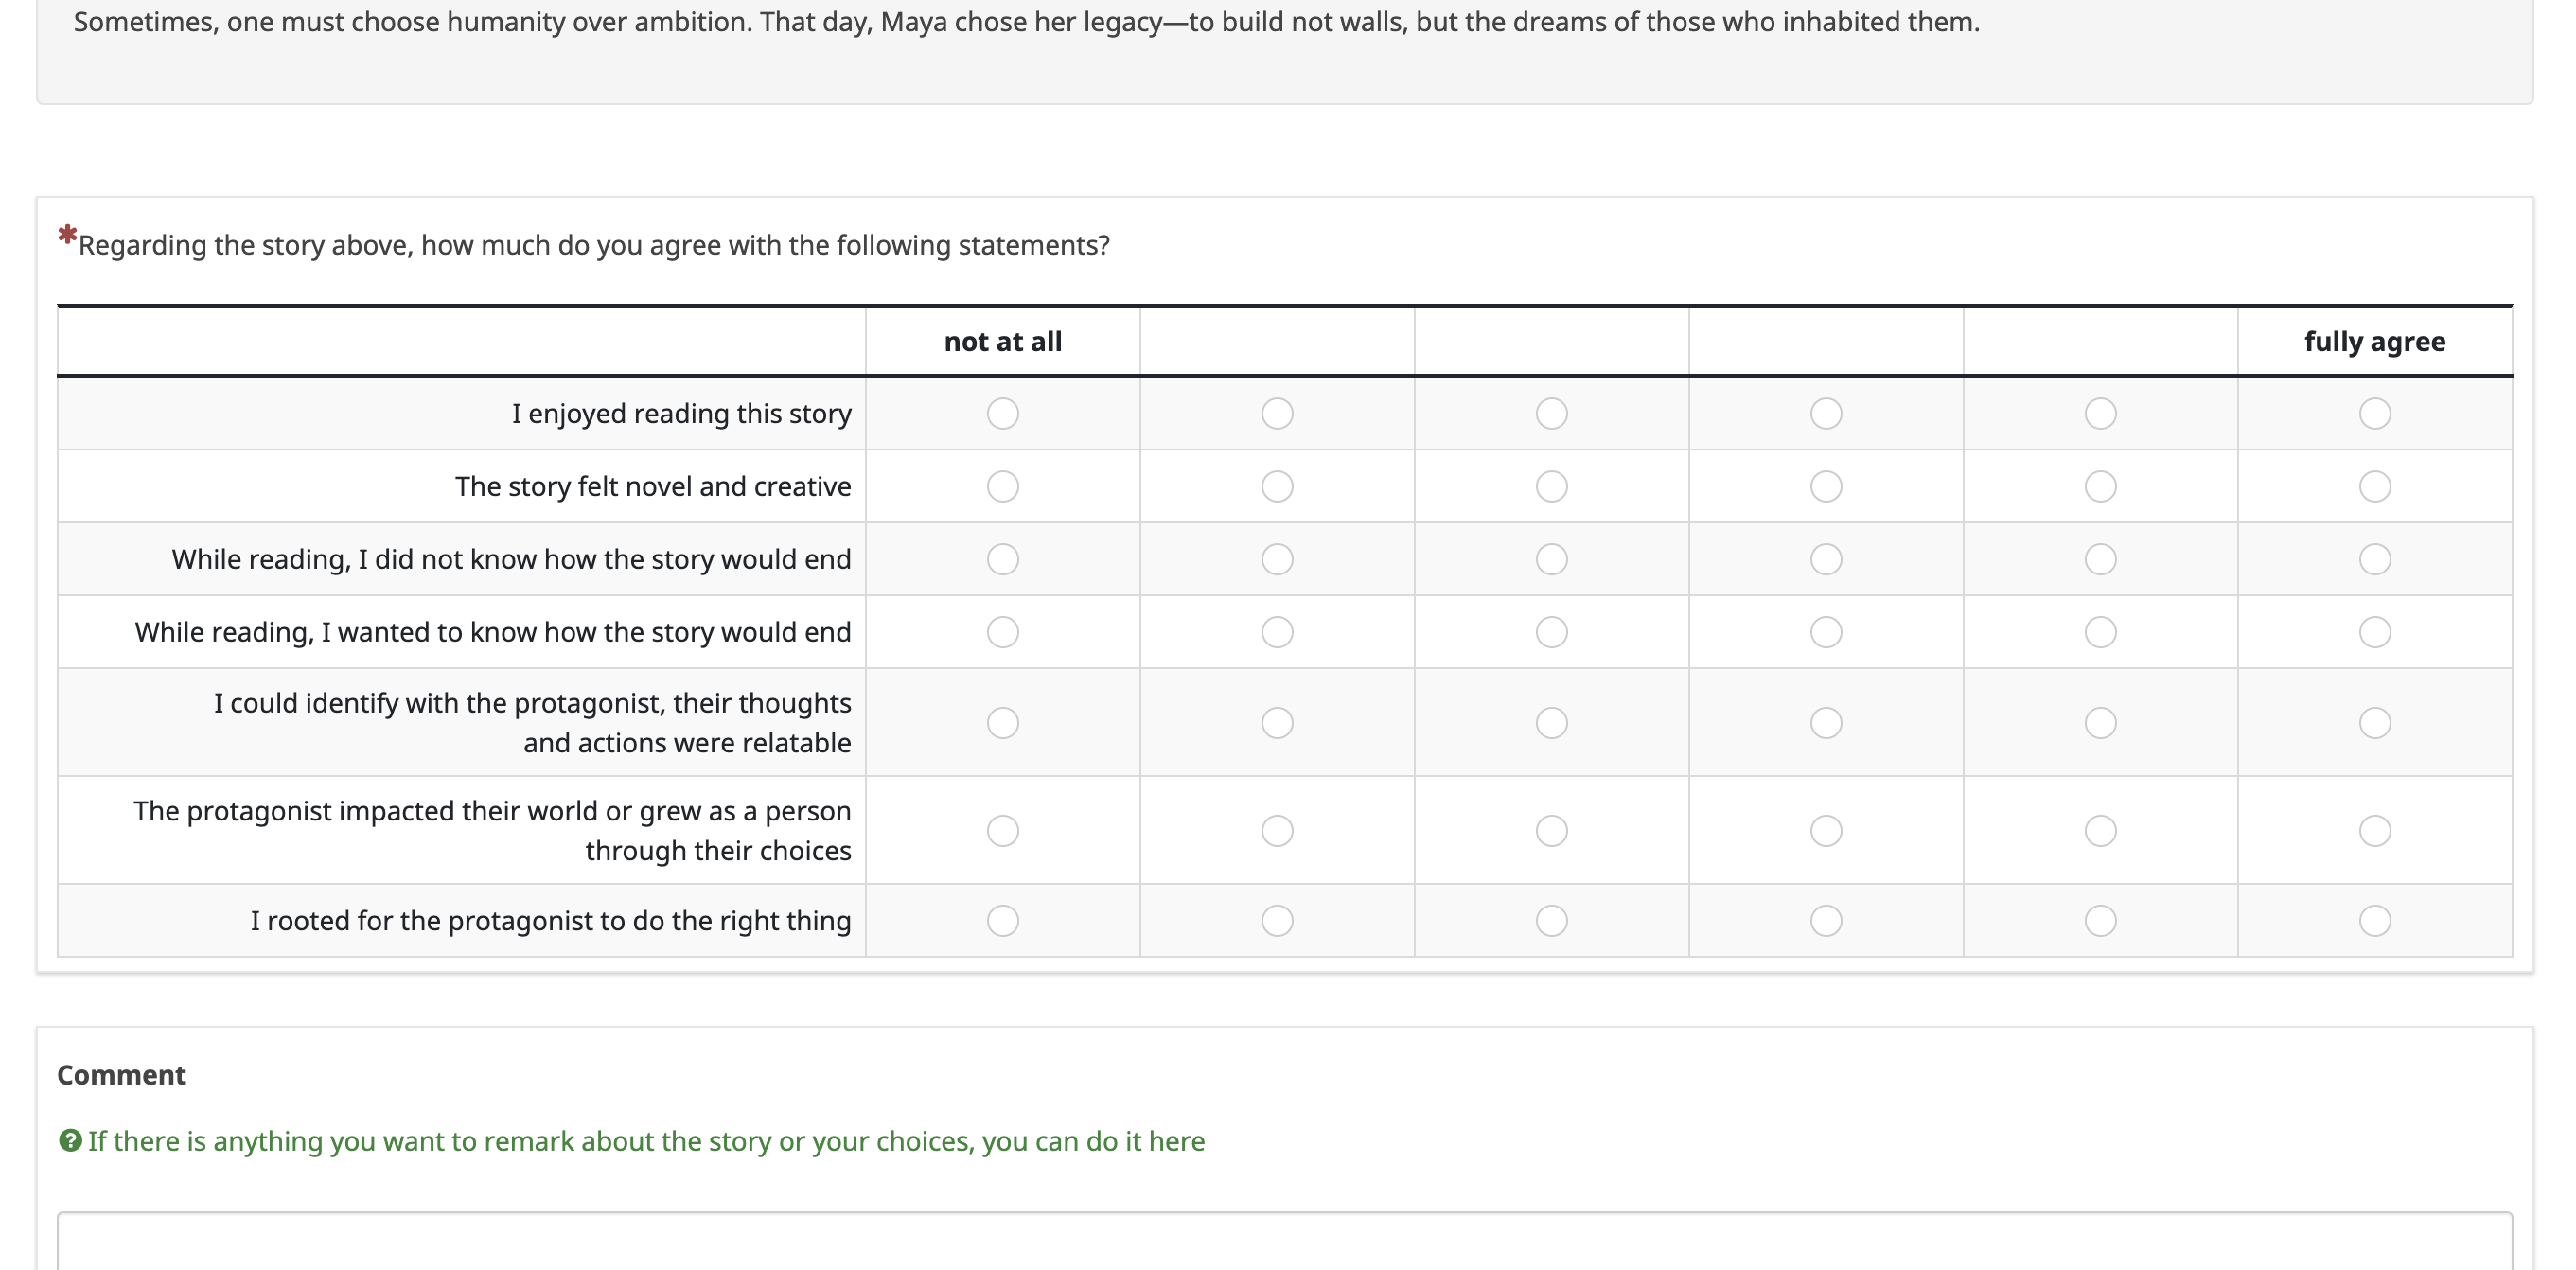 Sometimes, one must choose humanity over ambition. That day, Maya chose her legacy—to build not walls, but the dreams of those who inhabited them.
*Regarding the story above, how much do you agree with the following statements?
not at all fully agree
I enjoyed reading this story
The story felt novel and creative
While reading, I did not know how the story would end
While reading, I wanted to know how the story would end
I could identify with the protagonist, their thoughts
and actions were relatable
The protagonist impacted their world or grew as a person
through their choices
I rooted for the protagonist to do the right thing
Comment
? If there is anything you want to remark about the story or your choices, you can do it here